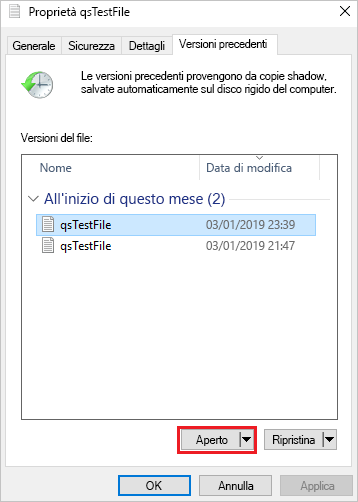 Proprietà qsTestFile
Generale Sicurezza Dettagli Versioni precedenti
Le versioni precedenti provengono da copie shadow,
salvate automaticamente sul disco rigido del computer.
Versioni del file:
Nome Data di modifica
All'inizio di questo mese (2)
qsTestFile 03/01/2019 23:39
qsTestFile 03/01/2019 21:47
Aperto Ripristina
OK Annulla Applica